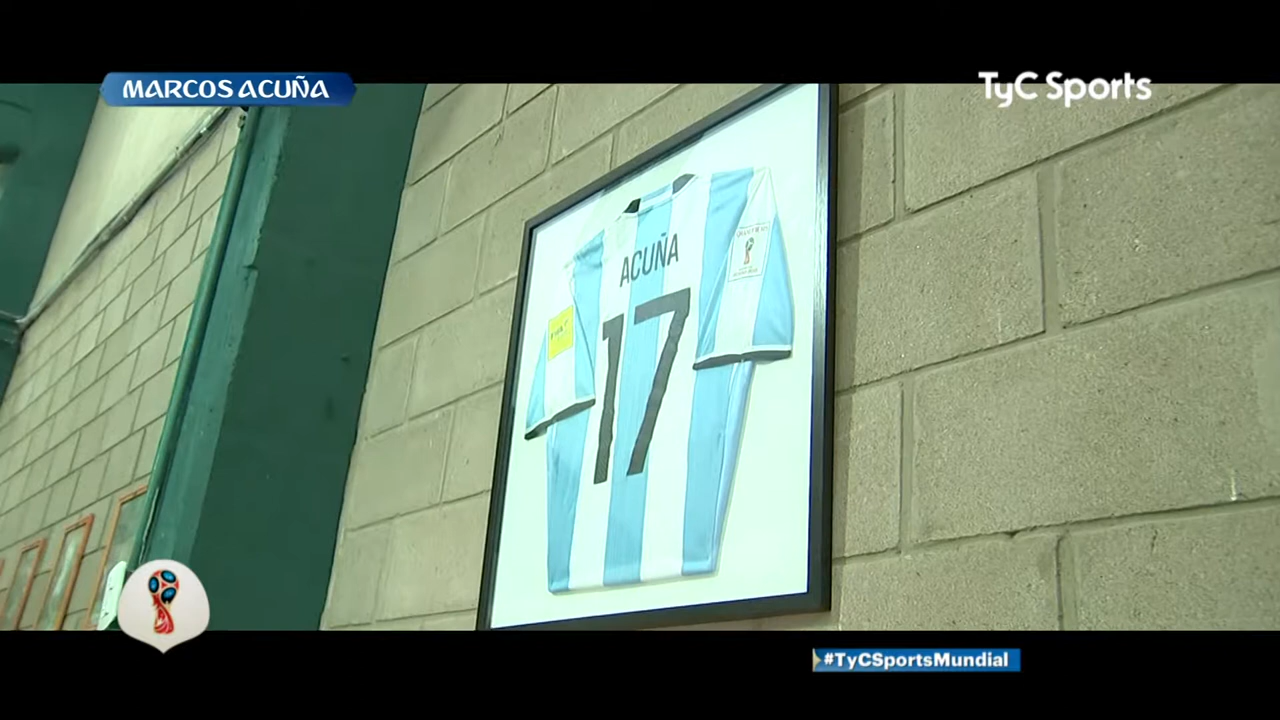 MARCOS ACUÑA
TyC Sports
ACUÑA
17
#TyCSportsMundial